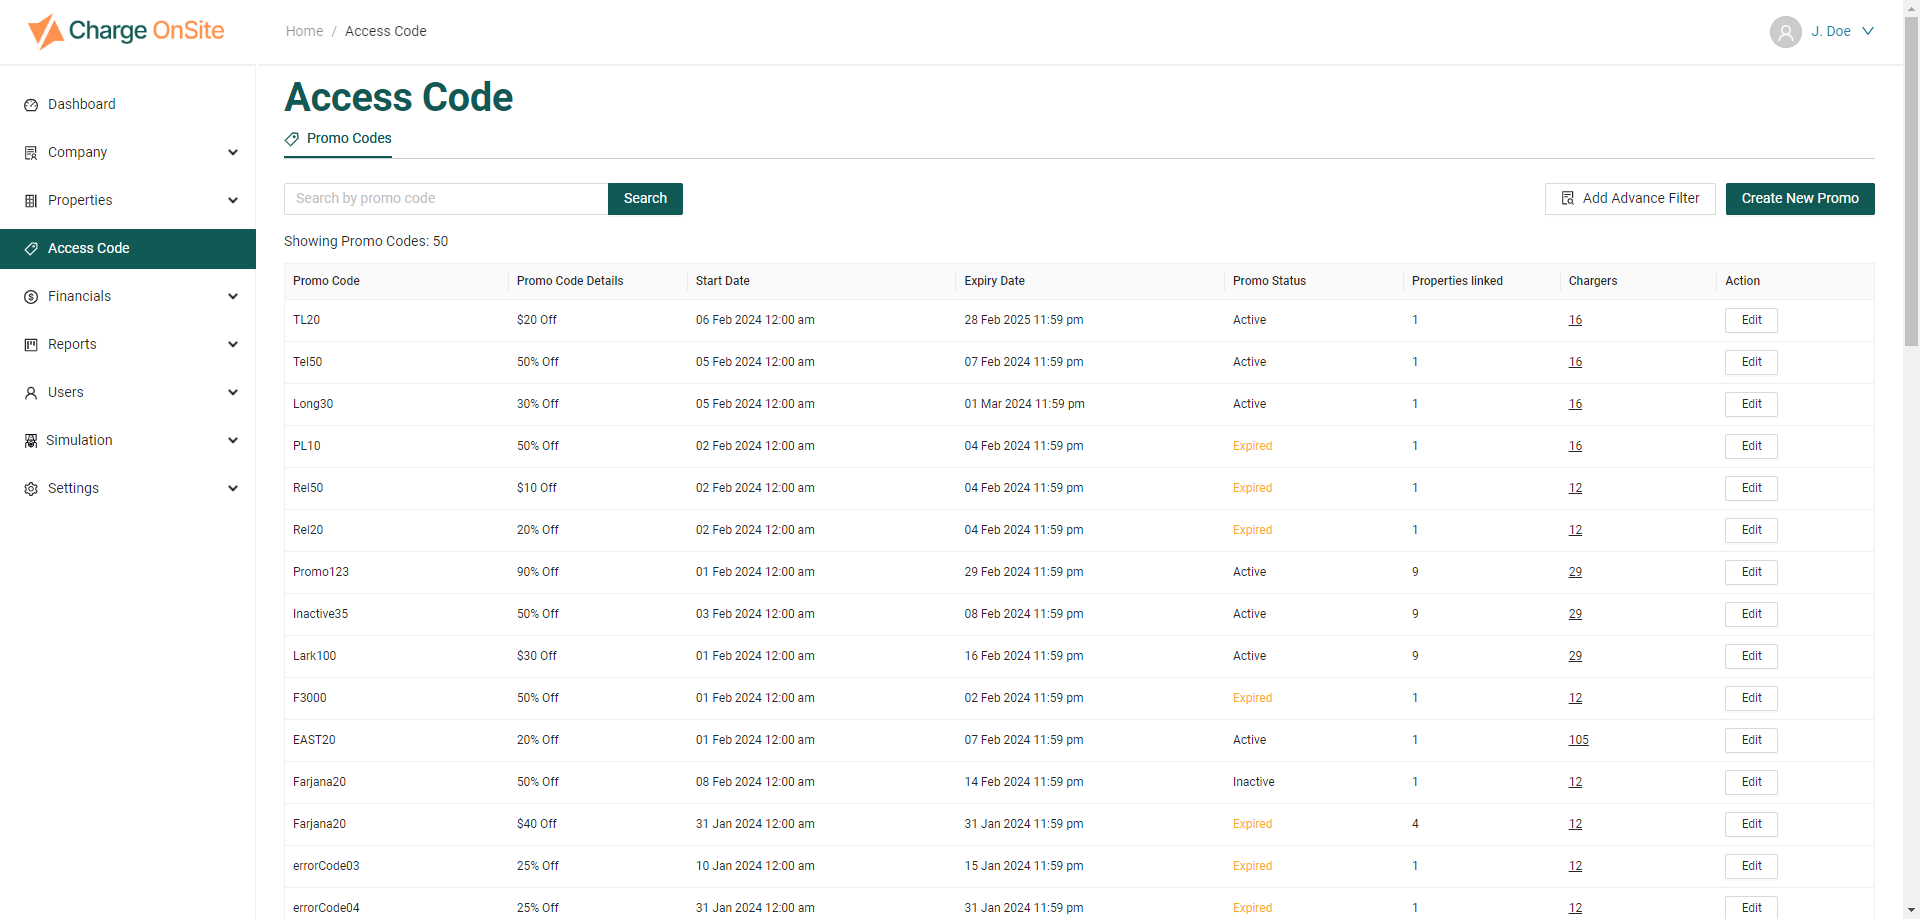 Charge OnSite
Home / Access Code
J. Doe
Dashboard
Company
Properties
Access Code
Financials
Reports
Users
Simulation
Settings
Access Code
Promo Codes
Search by promo code
Search
Add Advance Filter
Create New Promo
Showing Promo Codes: 50
Promo Code Promo Code Details Start Date Expiry Date Promo Status Properties linked Chargers Action
TL20 $20 Off 06 Feb 2024 12:00 am 28 Feb 2025 11:59 pm Active 1 16 Edit
Tel50 50% Off 05 Feb 2024 12:00 am 07 Feb 2024 11:59 pm Active 1 16 Edit
Long30 30% Off 05 Feb 2024 12:00 am 01 Mar 2024 11:59 pm Active 1 16 Edit
PL10 50% Off 02 Feb 2024 12:00 am 04 Feb 2024 11:59 pm Expired 1 16 Edit
Rel50 $10 Off 02 Feb 2024 12:00 am 04 Feb 2024 11:59 pm Expired 1 12 Edit
Rel20 20% Off 02 Feb 2024 12:00 am 04 Feb 2024 11:59 pm Expired 1 12 Edit
Promo123 90% Off 01 Feb 2024 12:00 am 29 Feb 2024 11:59 pm Active 9 29 Edit
Inactive35 50% Off 03 Feb 2024 12:00 am 08 Feb 2024 11:59 pm Active 9 29 Edit
Lark100 $30 Off 01 Feb 2024 12:00 am 16 Feb 2024 11:59 pm Active 9 29 Edit
F3000 50% Off 01 Feb 2024 12:00 am 02 Feb 2024 11:59 pm Expired 1 12 Edit
EAST20 20% Off 01 Feb 2024 12:00 am 07 Feb 2024 11:59 pm Active 1 105 Edit
Farjana20 50% Off 08 Feb 2024 12:00 am 14 Feb 2024 11:59 pm Inactive 1 12 Edit
Farjana20 $40 Off 31 Jan 2024 12:00 am 31 Jan 2024 11:59 pm Expired 4 12 Edit
errorCode03 25% Off 10 Jan 2024 12:00 am 15 Jan 2024 11:59 pm Expired 1 12 Edit
errorCode04 25% Off 31 Jan 2024 12:00 am 31 Jan 2024 11:59 pm Expired 1 12 Edit